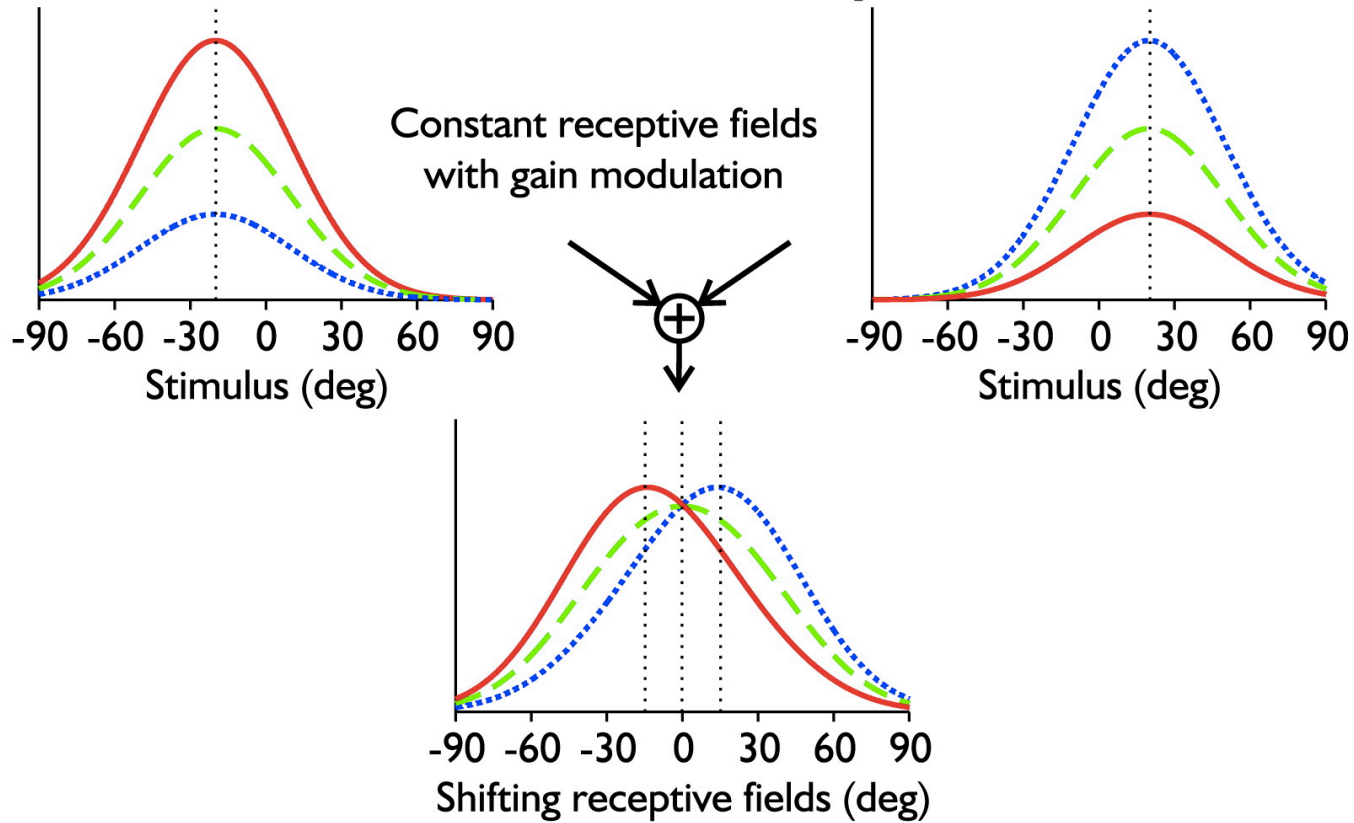 Constant receptive fields
with gain modulation
-90 -60 -30 0 30 60 90
Stimulus (deg)
-90 -60 -30 0 30 60 90
Stimulus (deg)
-90 -60 -30 0 30 60 90
Shifting receptive fields (deg)